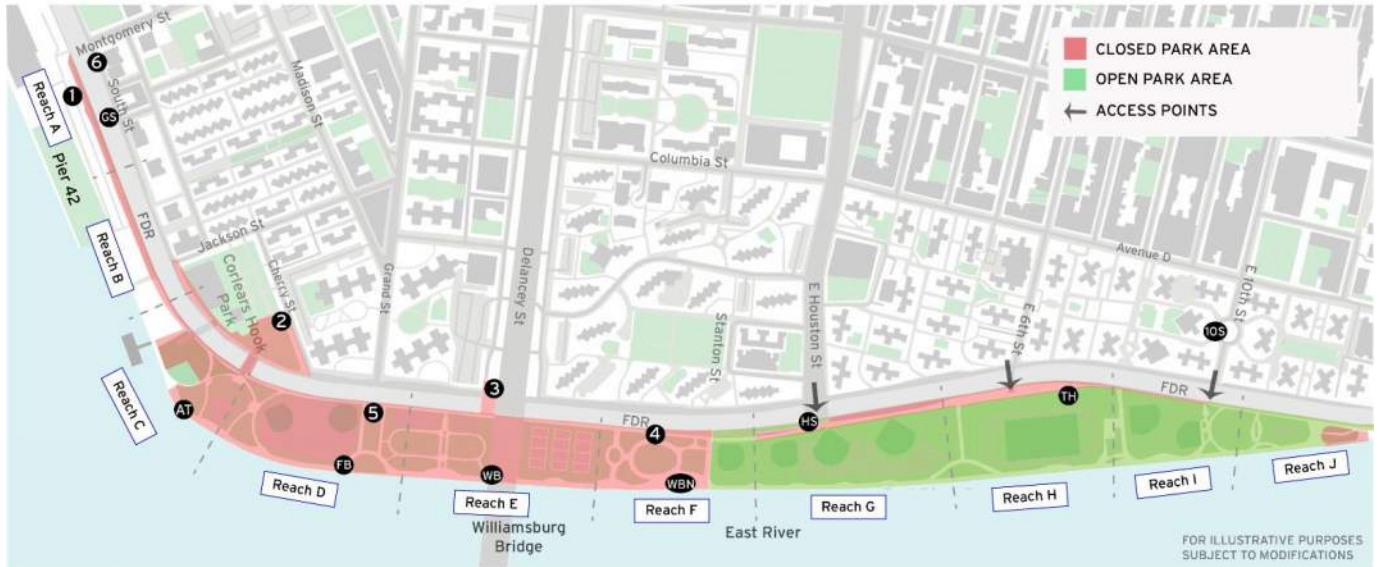 CLOSED PARK AREA
OPEN PARK AREA
ACCESS POINTS
Montgomery St
6
1
South St
GS
Madison St
Reach A
Pier 42
FDR
Columbia St
Reach B
Jackson St
Corlears Hook
Park
Cherry St
2
Grand St
Delancey St
Stanton St
E Houston St
E 6th St
Avenue D
E 10th St
10S
Reach C
AT
5
3
FDR
4
HS
TH
FDR
FB
WB
WBN
Reach D
Reach E
Reach F
Reach G
Reach H
Reach I
Reach J
Williamsburg
Bridge
East River
FOR ILLUSTRATIVE PURPOSES
SUBJECT TO MODIFICATIONS